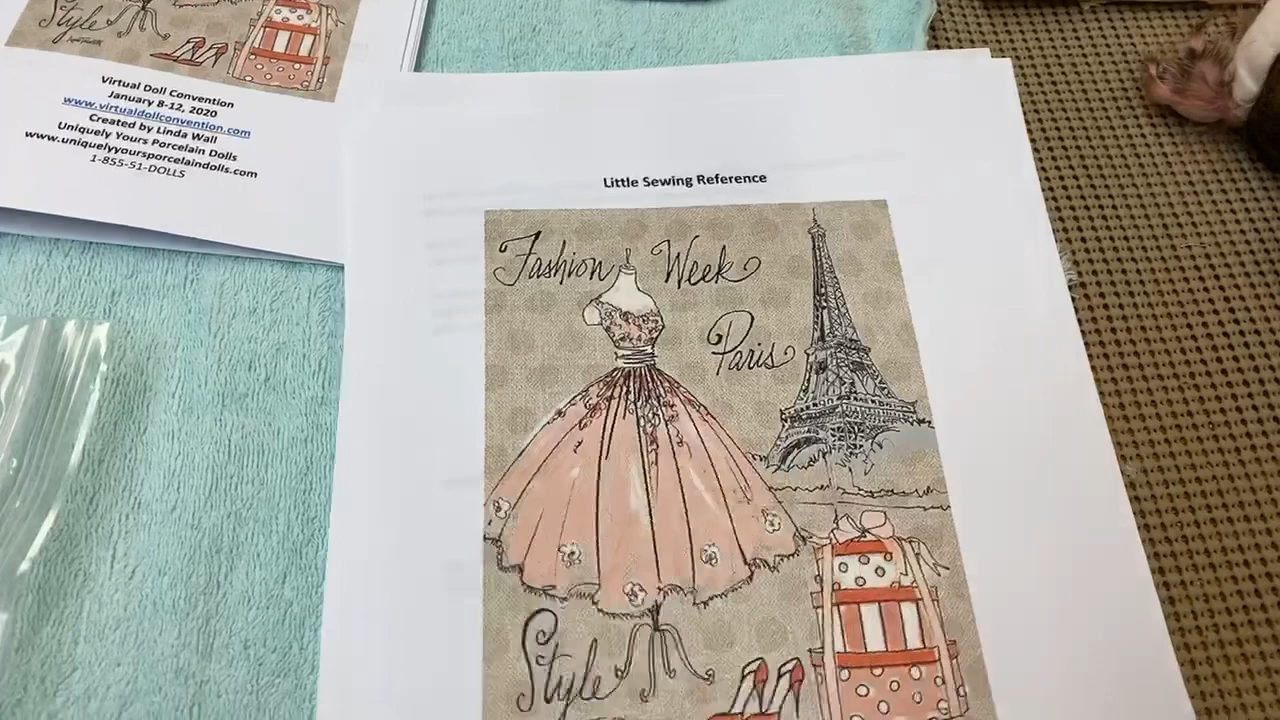 Style
Virtual Doll Convention
January 8-12, 2020
www.virtualdollconvention.com
Created by Linda Wall
Uniquely Yours Porcelain Dolls
www.uniquelyyoursporcelaindolls.com
1-855-51-DOLLS
Little Sewing Reference
Fashion Week
Paris
Style